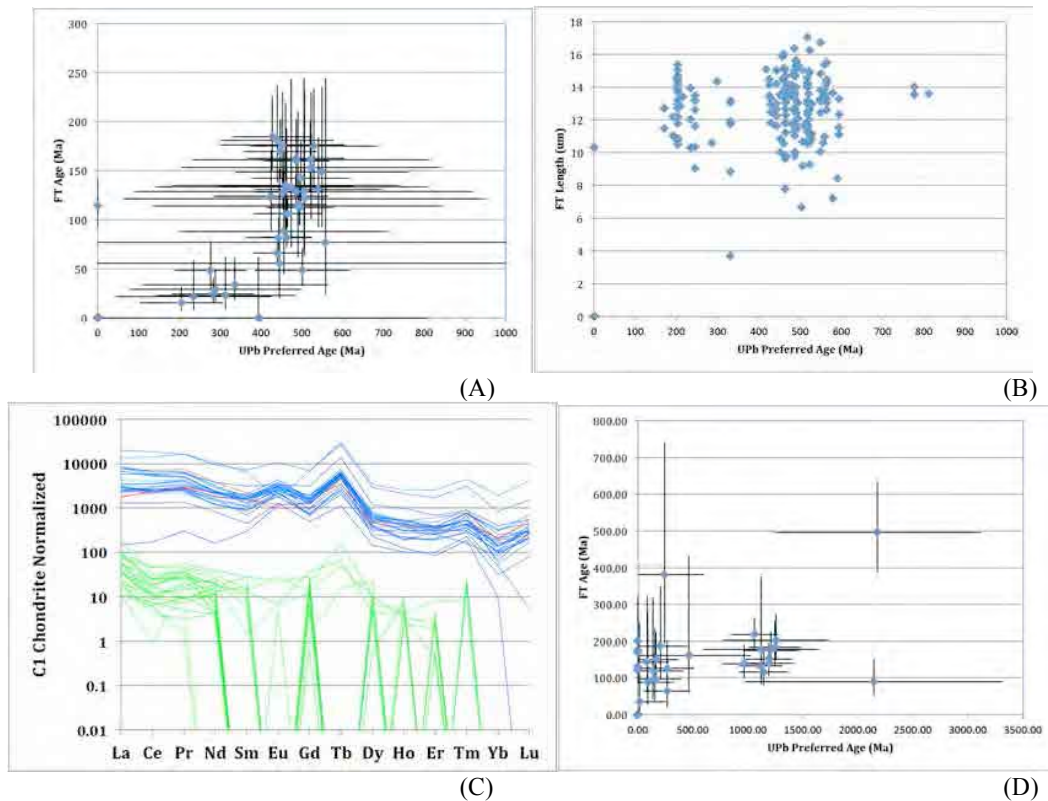 300
250
200
150
100
50
0
FT Age (Ma)
0 100 200 300 400 500 600 700 800 900 1000
UPb Preferred Age (Ma)
(A)
18
16
14
12
10
8
6
4
2
0
FT Length (um)
0 100 200 300 400 500 600 700 800 900 1000
UPb Preferred Age (Ma)
(B)
100000
10000
1000
100
10
1
0.1
0.01
C1 Chondrite Normalized
La Ce Pr Nd Sm Eu Gd Tb Dy Ho Er Tm Yb Lu
(C)
800.00
700.00
600.00
500.00
400.00
300.00
200.00
100.00
0.00
FT Age (Ma)
0.00 500.00 1000.00 1500.00 2000.00 2500.00 3000.00 3500.00
UPb Preferred Age (Ma)
(D)